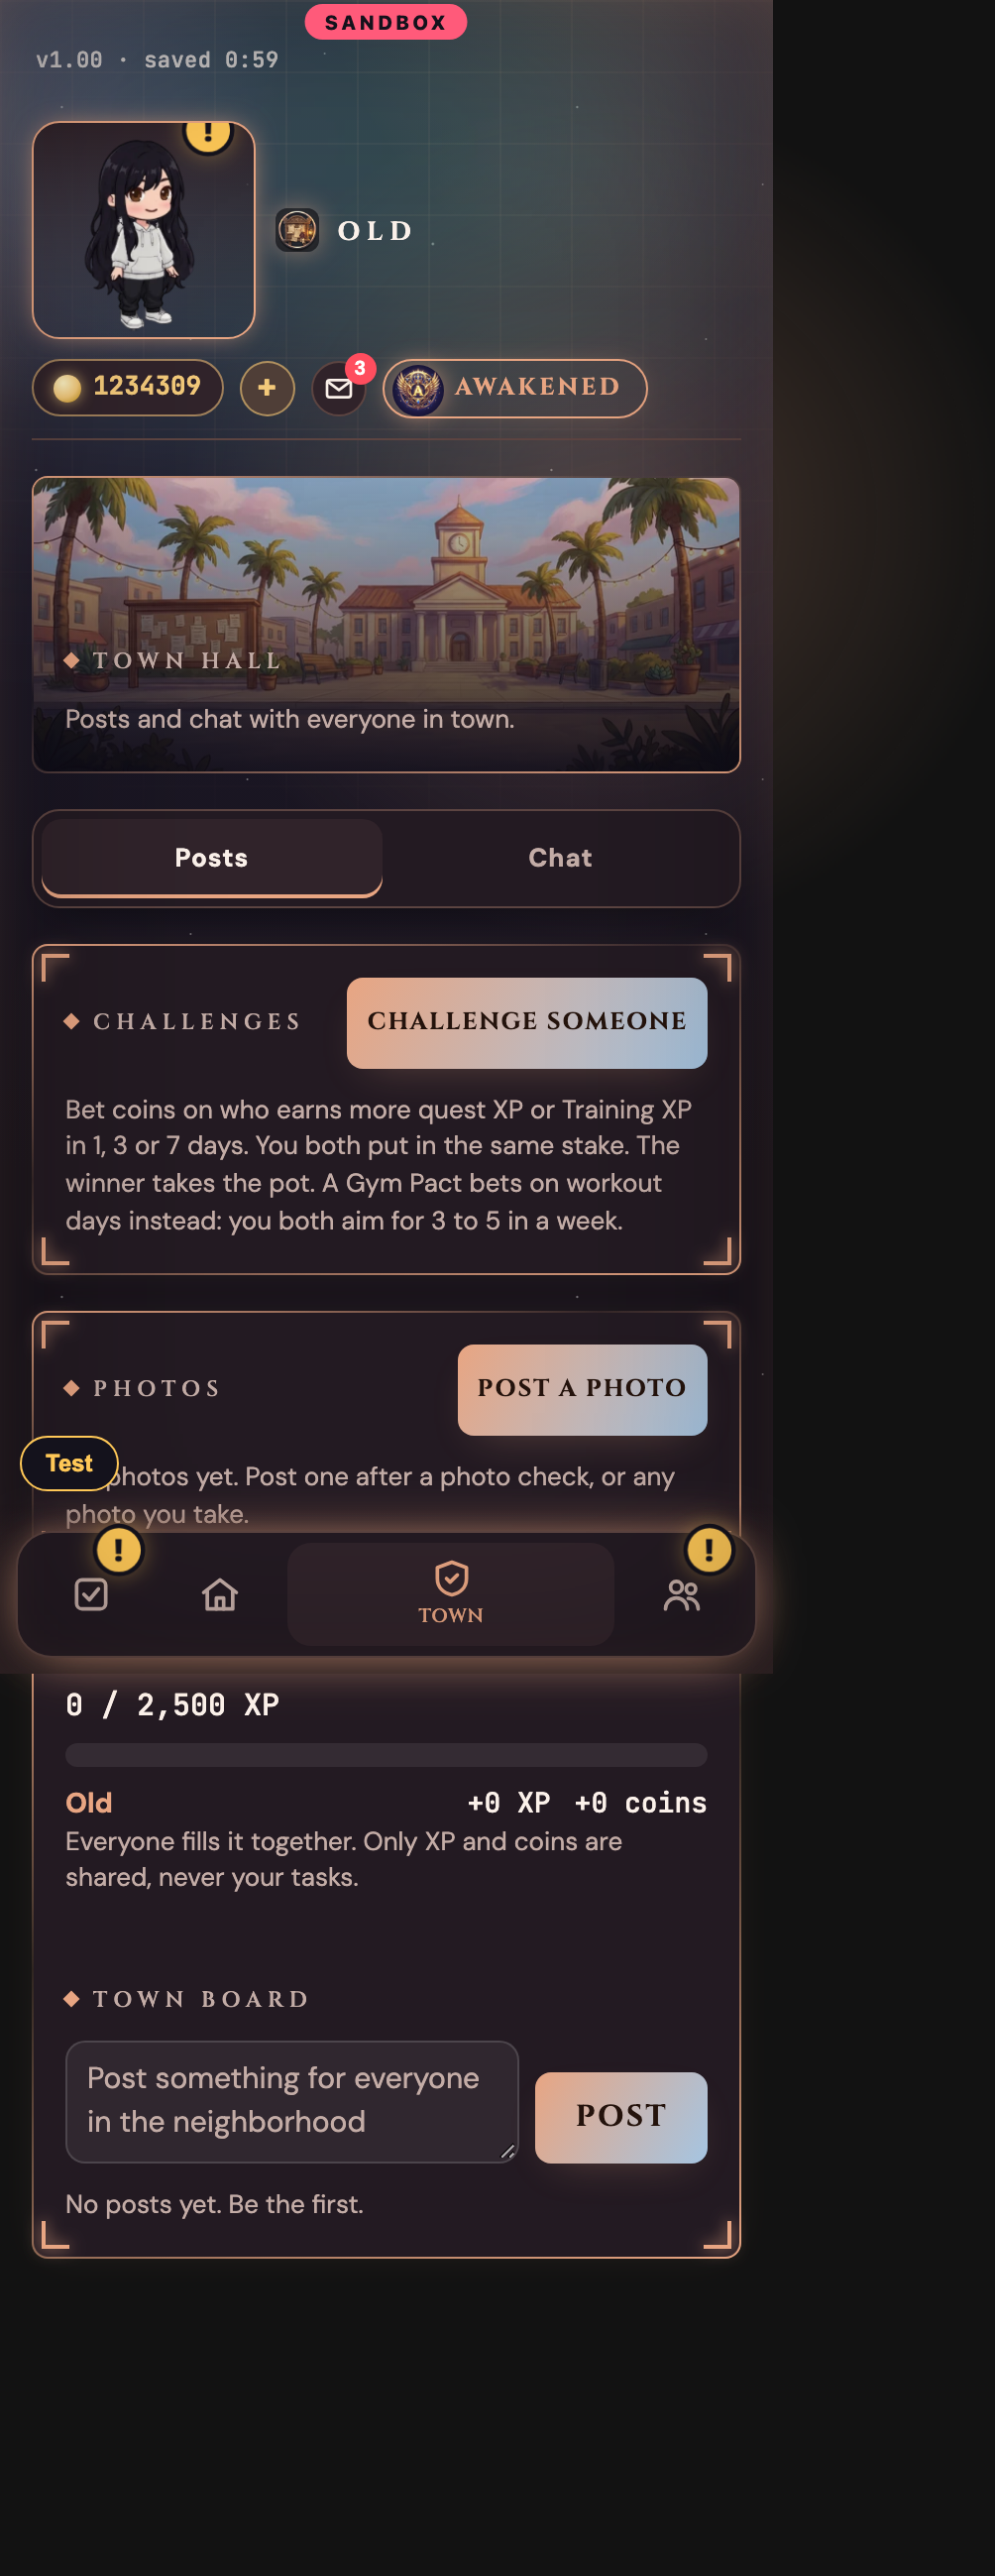 SANDBOX
v1.00 · saved 0:59
!
OLD
1234309
+
3
A
AWAKENED
TOWN HALL
Posts and chat with everyone in town.
Posts
Chat
CHALLENGES
CHALLENGE SOMEONE
Bet coins on who earns more quest XP or Training XP
in 1, 3 or 7 days. You both put in the same stake. The
winner takes the pot. A Gym Pact bets on workout
days instead: you both aim for 3 to 5 in a week.
PHOTOS
POST A PHOTO
Test
photos yet. Post one after a photo check, or any
photo you take.
!
!
TOWN
0 / 2,500 XP
Old
+0 XP +0 coins
Everyone fills it together. Only XP and coins are
shared, never your tasks.
TOWN BOARD
Post something for everyone
in the neighborhood
POST
No posts yet. Be the first.